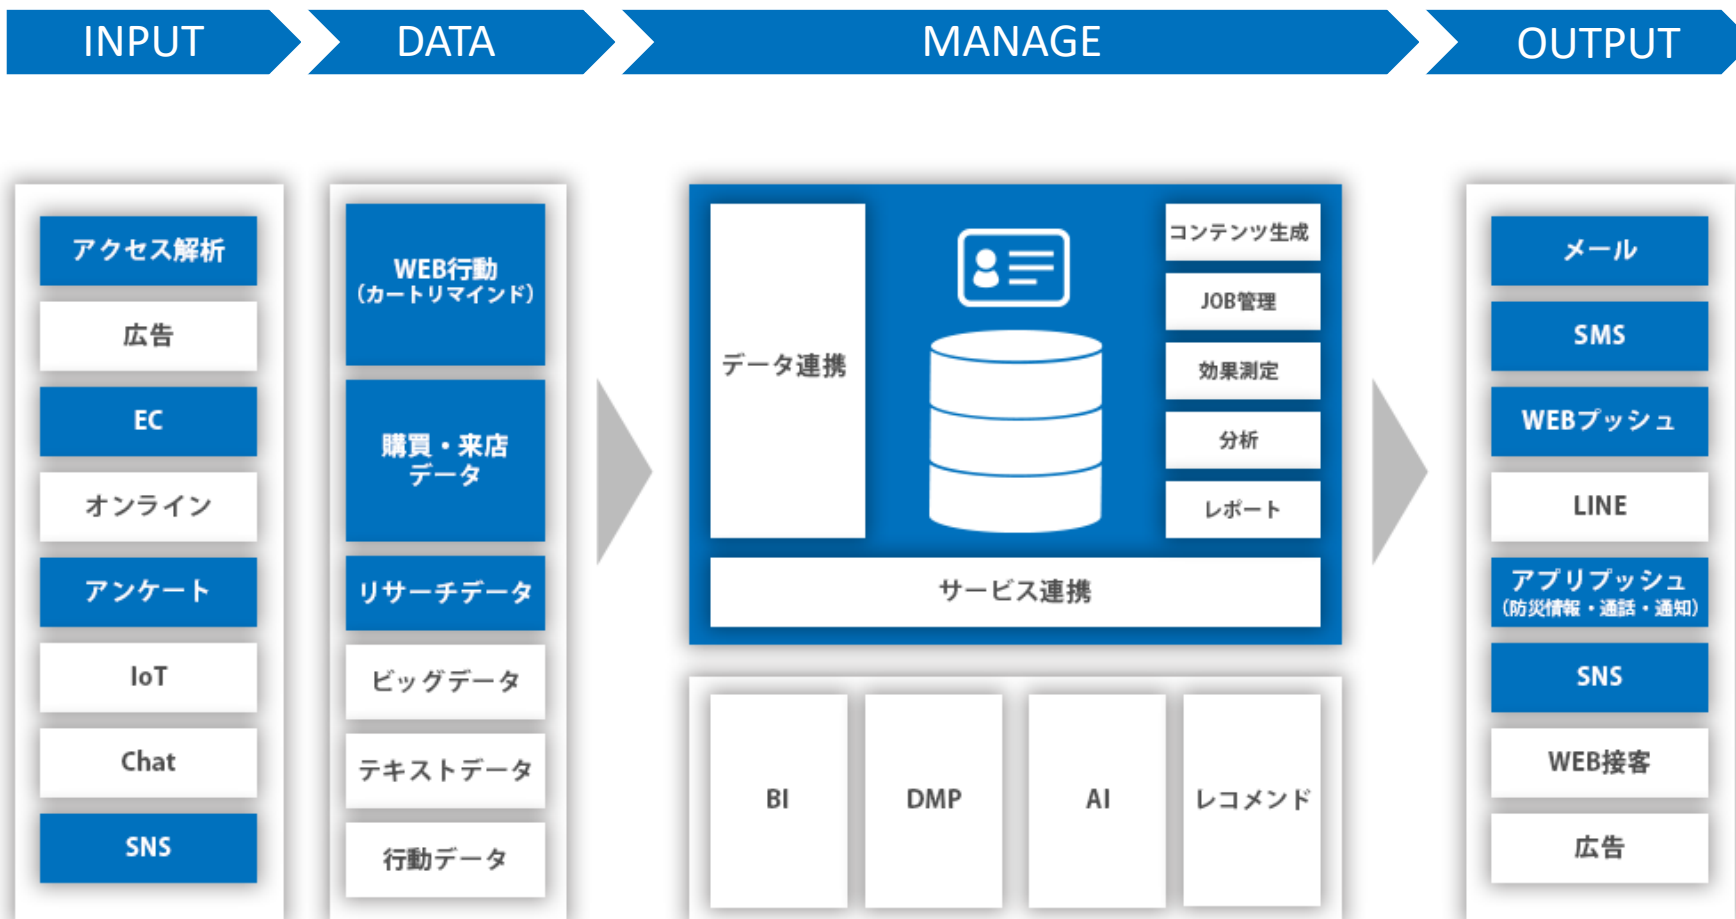 INPUT
DATA
MANAGE
OUTPUT
アクセス解析
広告
EC
オンライン
アンケート
IoT
Chat
SNS
WEB行動
(カートリマインド)
購買・来店
データ
リサーチデータ
ビッグデータ
テキストデータ
行動データ
データ連携
コンテンツ生成
JOB管理
効果測定
分析
レポート
サービス連携
BI
DMP
AI
レコメンド
メール
SMS
WEBプッシュ
LINE
アプリプッシュ
(防災情報・通話・通知)
SNS
WEB接客
広告